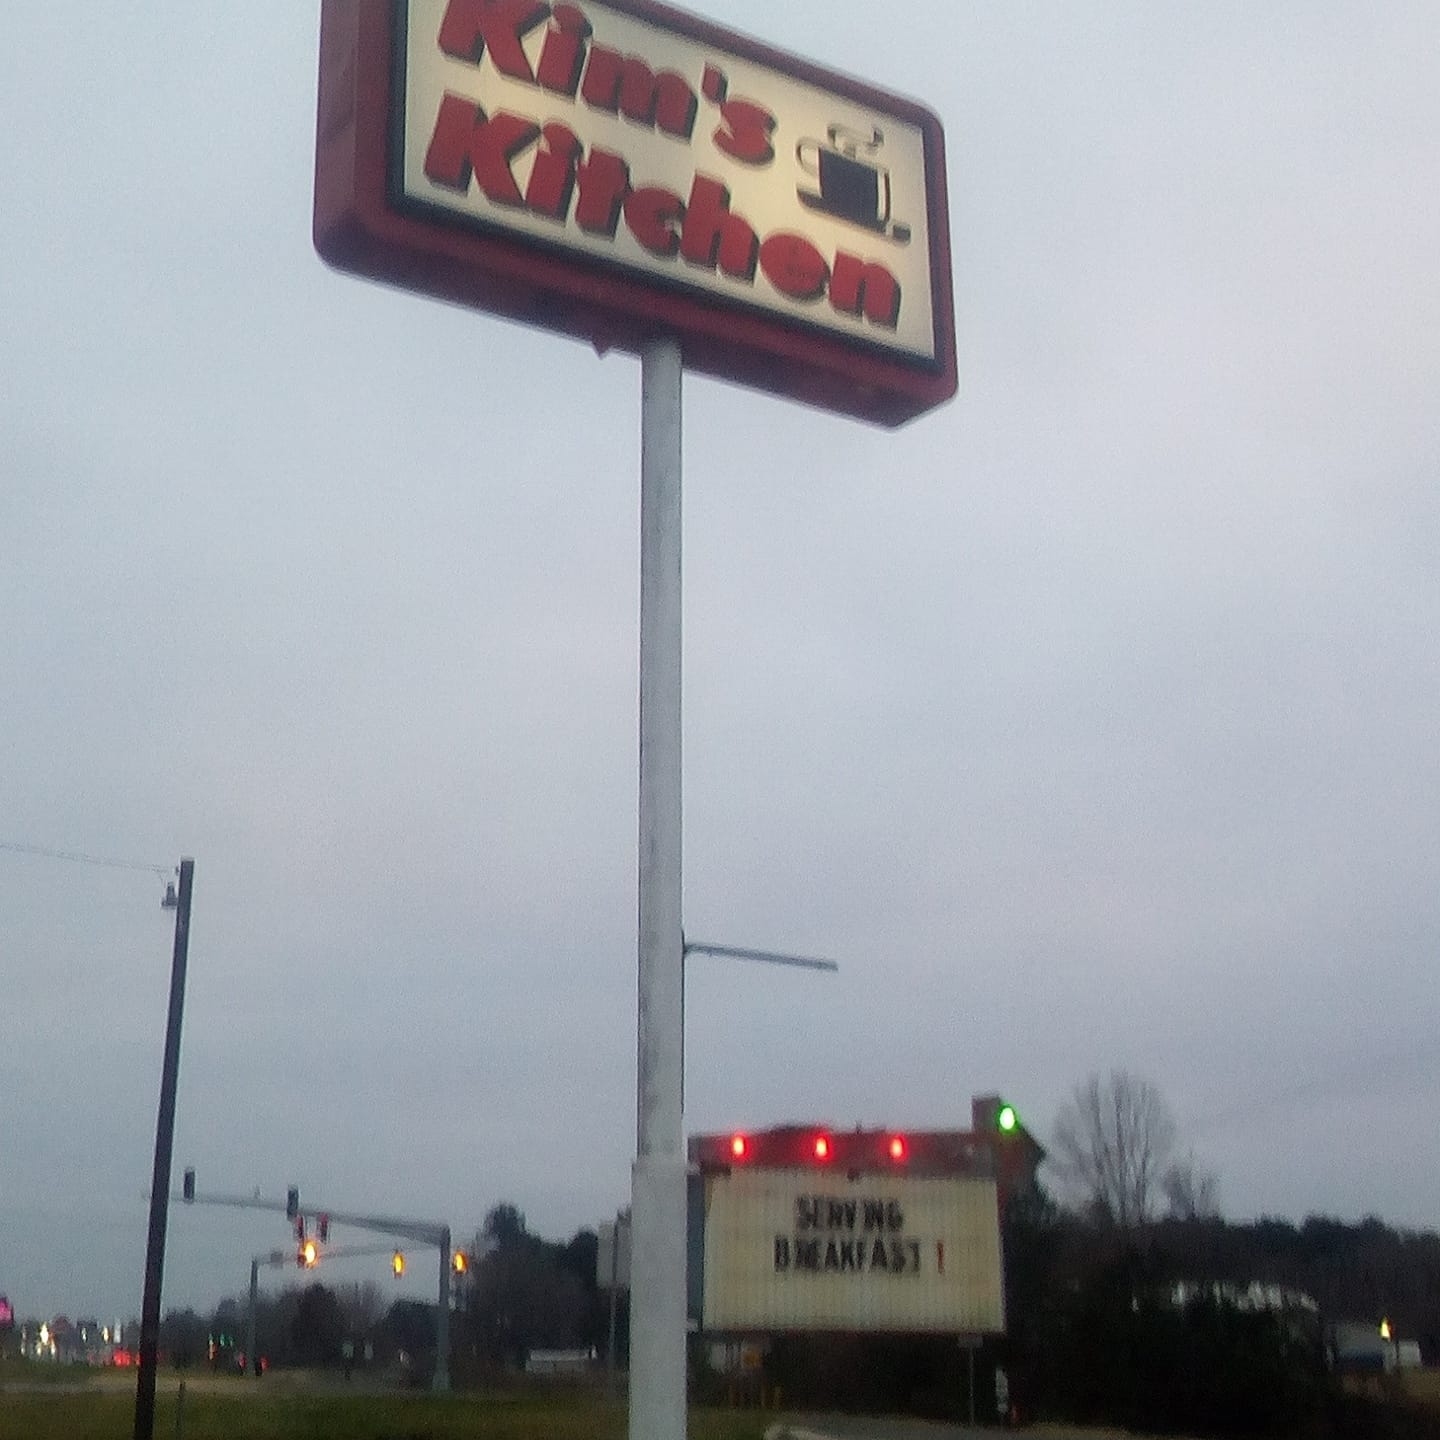 Kim's
Kitchen
SERVING
BREAKFAST !